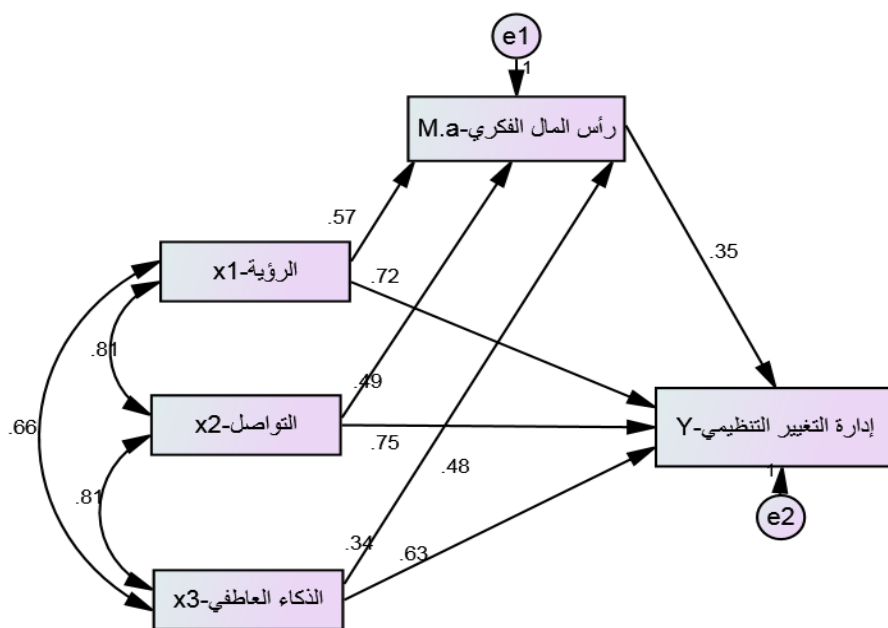 e1
1
M.a-رأس المال الفكري
.57
.35
x1-الرؤية
.72
.81
.49
x2-التواصل
.66
.75
Y-إدارة التغيير التنظيمي
.48
1
.81
e2
.34
.63
x3-الذكاء العاطفي